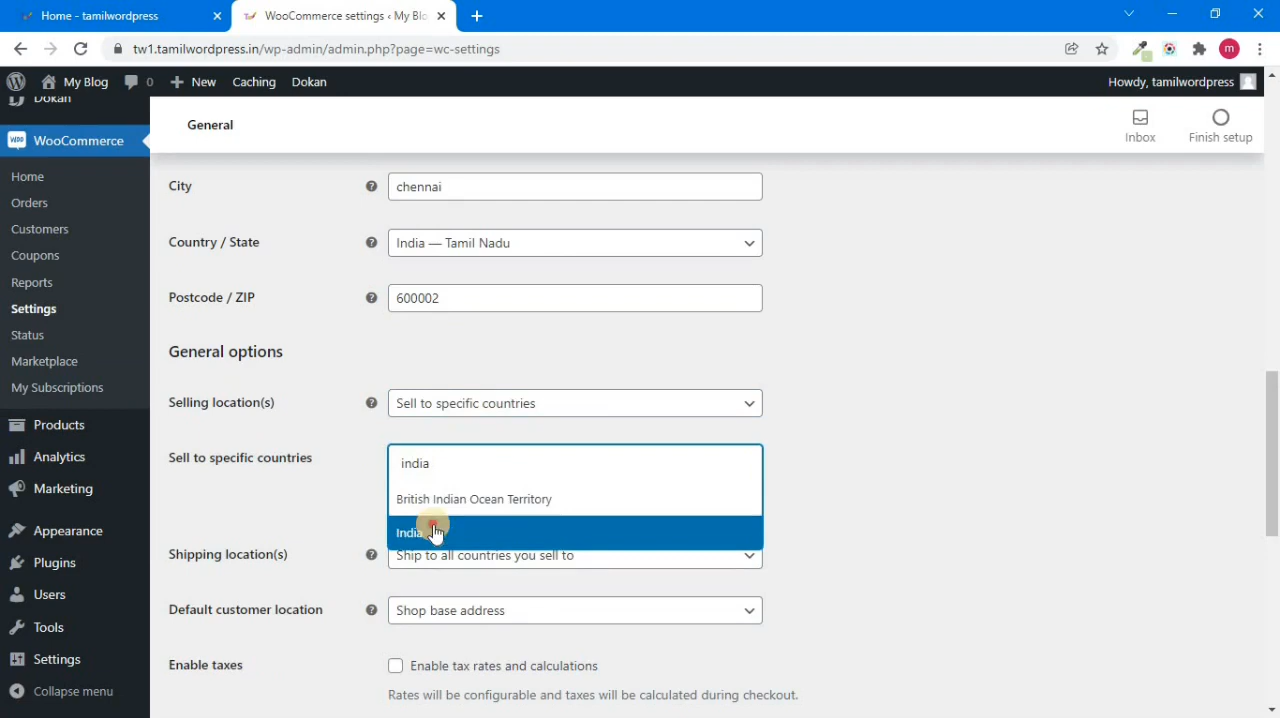 Home - tamilwordpress
WooCommerce settings ‹ My Blo
tw1.tamilwordpress.in/wp-admin/admin.php?page=wc-settings
m
My Blog
0
New
Caching
Dokan
Howdy, tamilwordpress
Dokan
WooCommerce
Home
Orders
Customers
Coupons
Reports
Settings
Status
Marketplace
My Subscriptions
Products
Analytics
Marketing
Appearance
Plugins
Users
Tools
Settings
Collapse menu
General
Inbox
Finish setup
City
chennai
Country / State
India — Tamil Nadu
Postcode / ZIP
600002
General options
Selling location(s)
Sell to specific countries
Sell to specific countries
india
British Indian Ocean Territory
India
Shipping location(s)
Ship to all countries you sell to
Default customer location
Shop base address
Enable taxes
Enable tax rates and calculations
Rates will be configurable and taxes will be calculated during checkout.